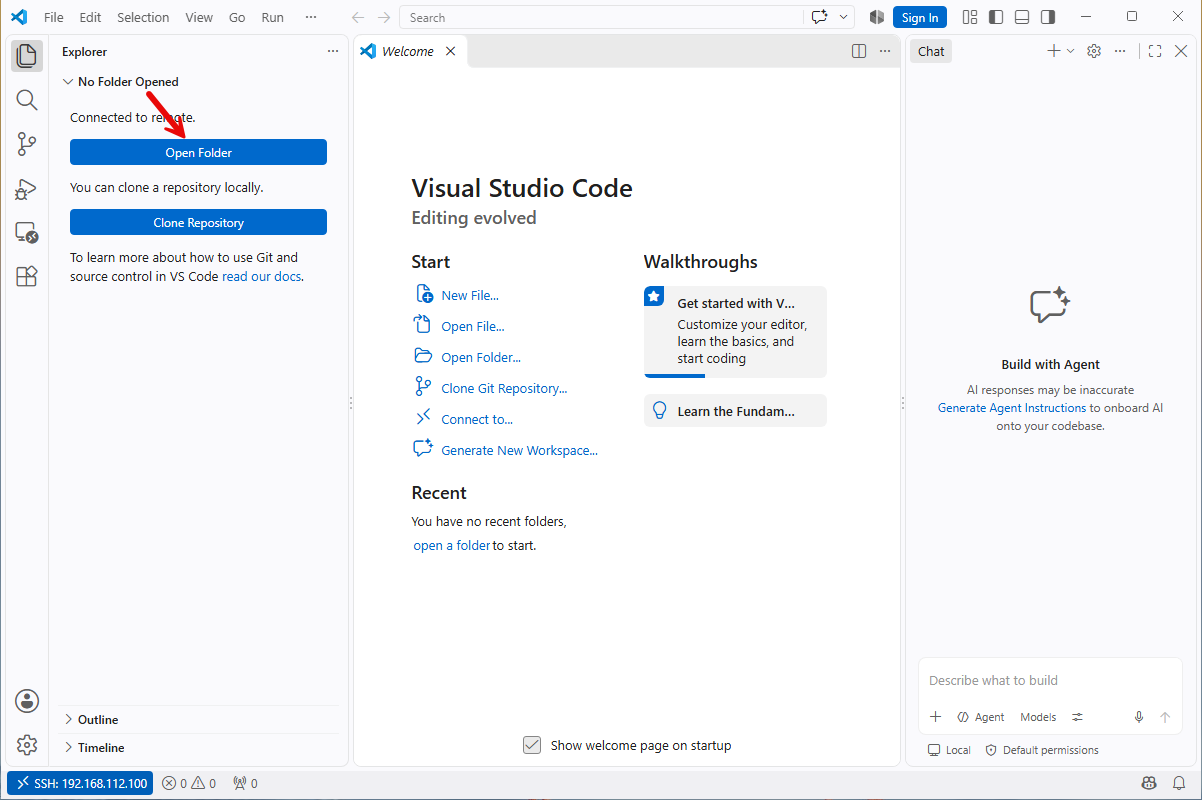 File Edit Selection View Go Run ··· Search Sign In
Explorer ···
No Folder Opened
Connected to remote.
Open Folder
You can clone a repository locally.
Clone Repository
To learn more about how to use Git and
source control in VS Code read our docs.
Outline
Timeline
Welcome
Visual Studio Code
Editing evolved
Start
New File...
Open File...
Open Folder...
Clone Git Repository...
Connect to...
Generate New Workspace...
Recent
You have no recent folders,
open a folder to start.
Walkthroughs
Get started with V...
Customize your editor,
learn the basics, and
start coding
Learn the Fundam...
Show welcome page on startup
Chat
Build with Agent
AI responses may be inaccurate
Generate Agent Instructions to onboard AI
onto your codebase.
Describe what to build
Agent Models
Local Default permissions
SSH: 192.168.112.100 0 0 0